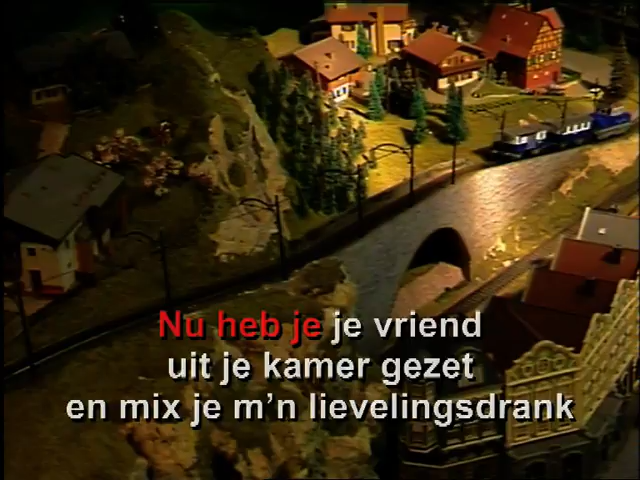 Nu heb je je vriend
uit je kamer gezet
en mix je m'n lievelingsdrank